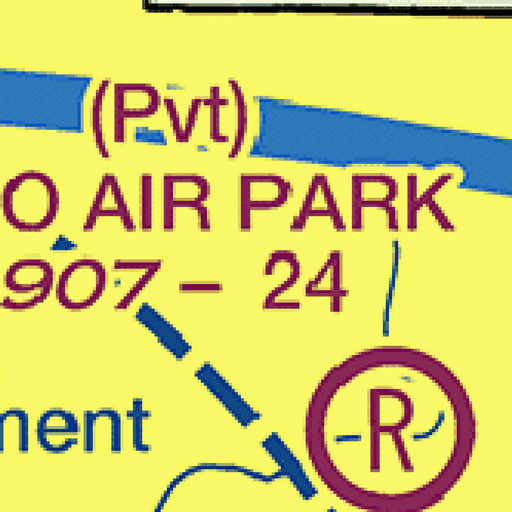 (Pvt)
O AIR PARK
907 – 24
ment
R